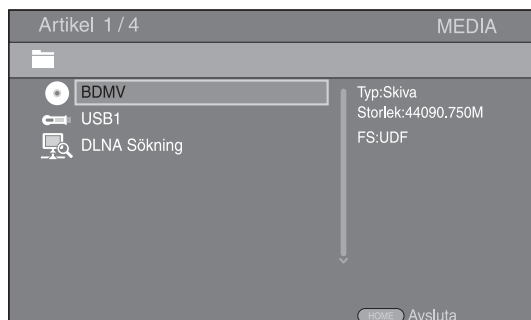 Artikel 1 / 4
MEDIA
BDMV
USB1
DLNA Sökning
Typ:Skiva
Storlek:44090.750M
FS:UDF
HOME Avsluta